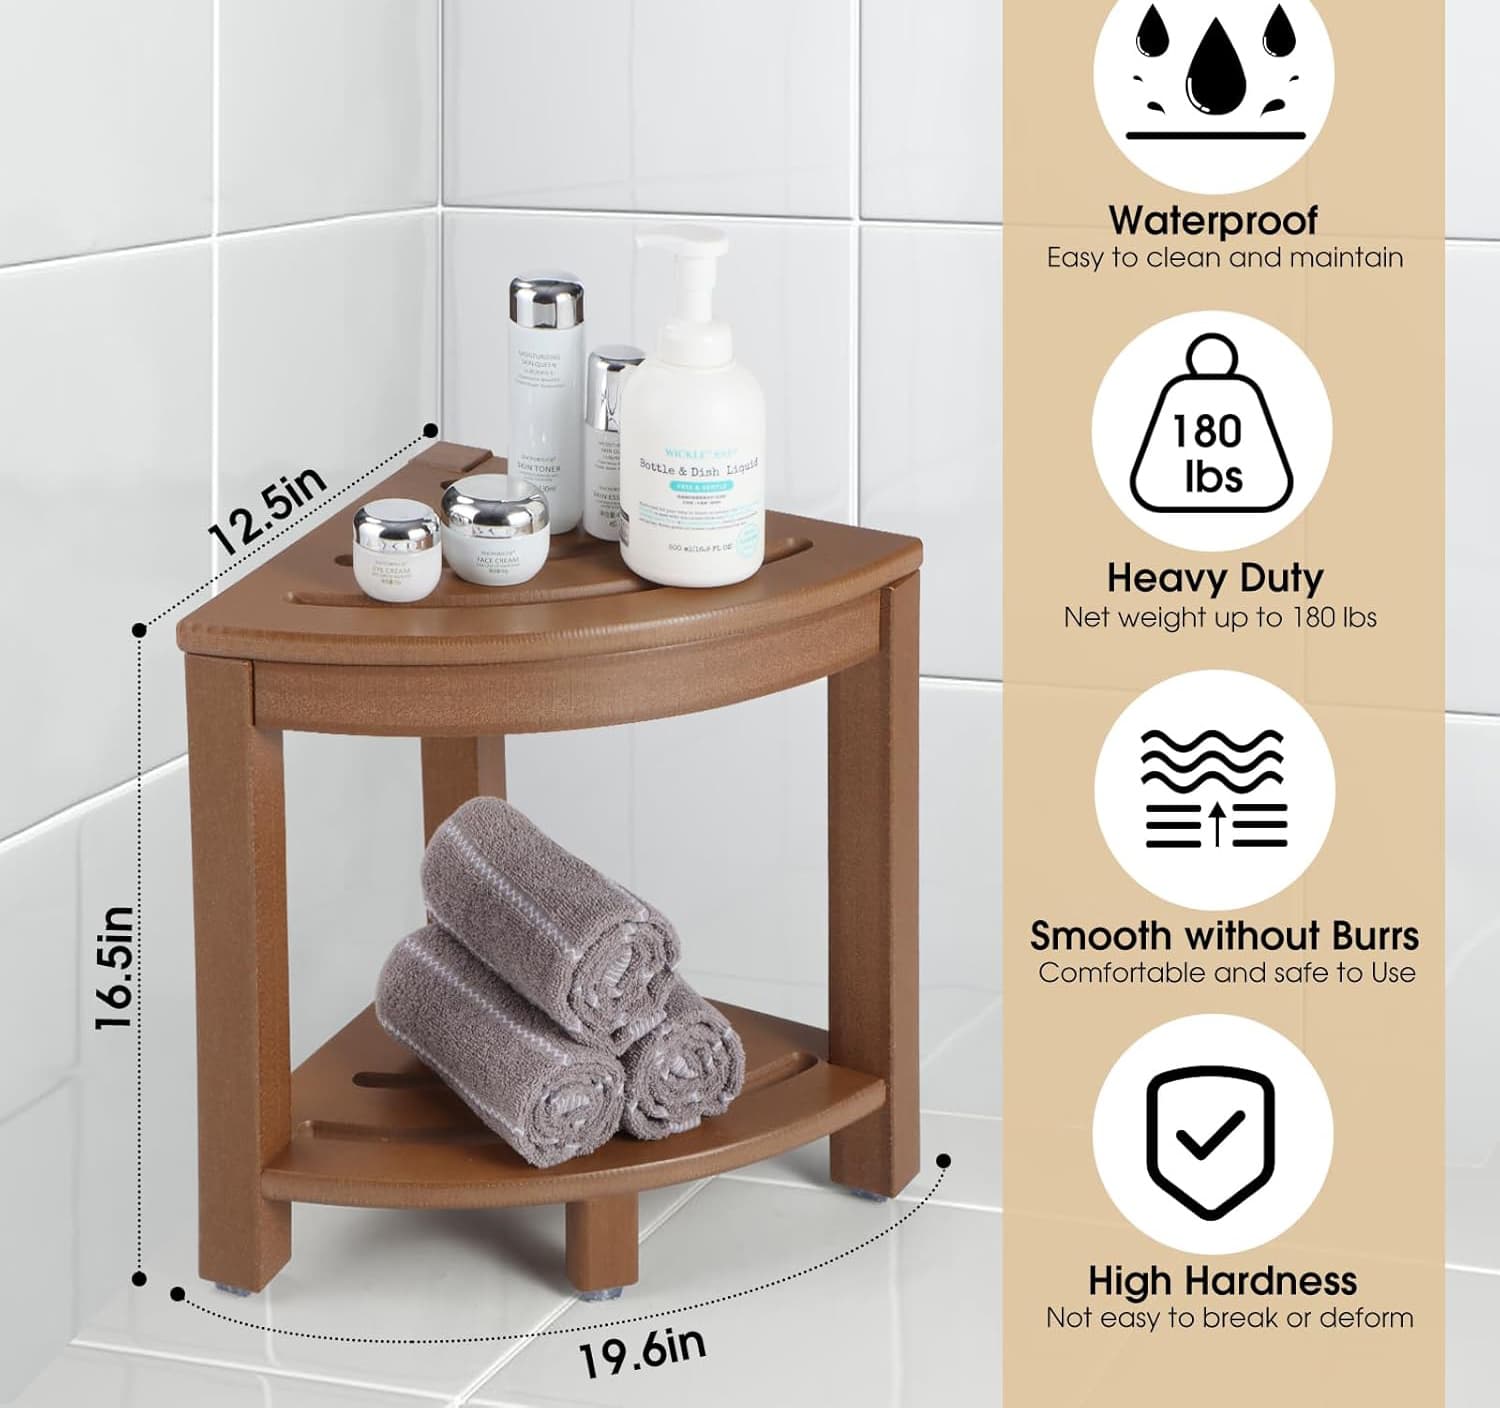 Waterproof
Easy to clean and maintain
180
lbs
Heavy Duty
Net weight up to 180 lbs
Smooth without Burrs
Comfortable and safe to Use
High Hardness
Not easy to break or deform
12.5in
16.5in
19.6in
SKIN TONER
Bottle & Dish Liquid
FACE CREAM
EYE CREAM